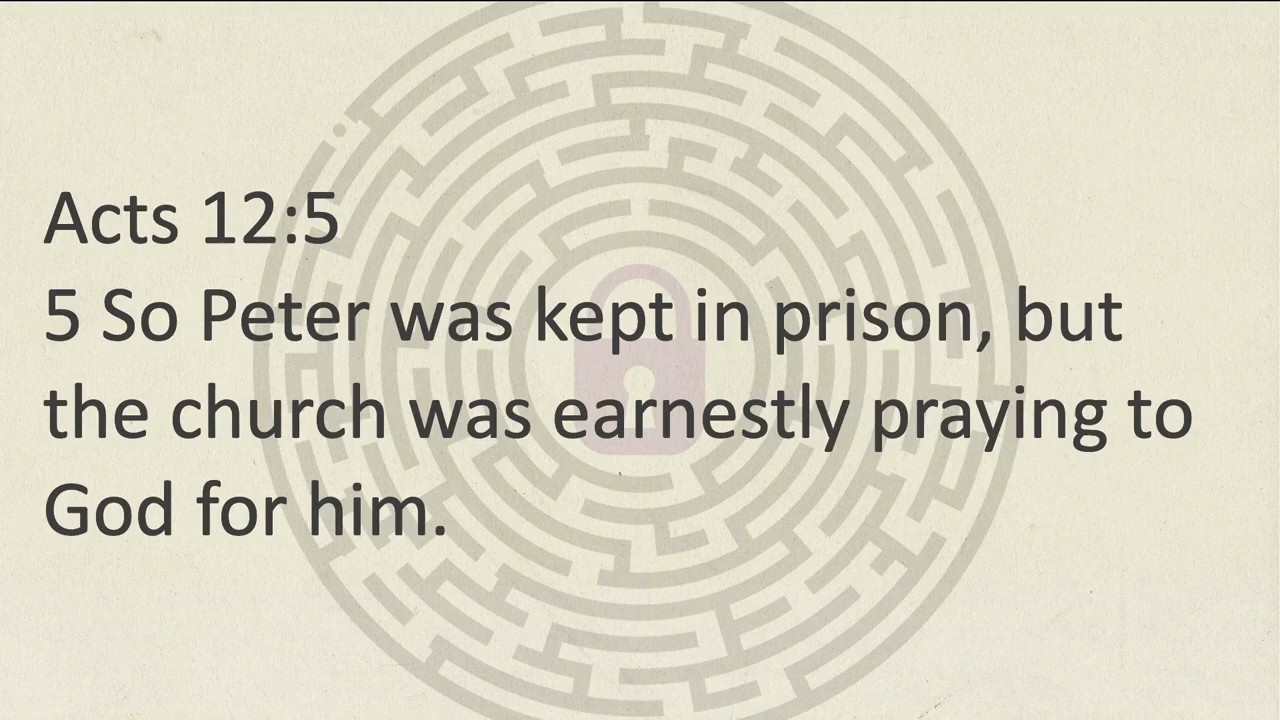 Acts 12:5
5 So Peter was kept in prison, but
the church was earnestly praying to
God for him.